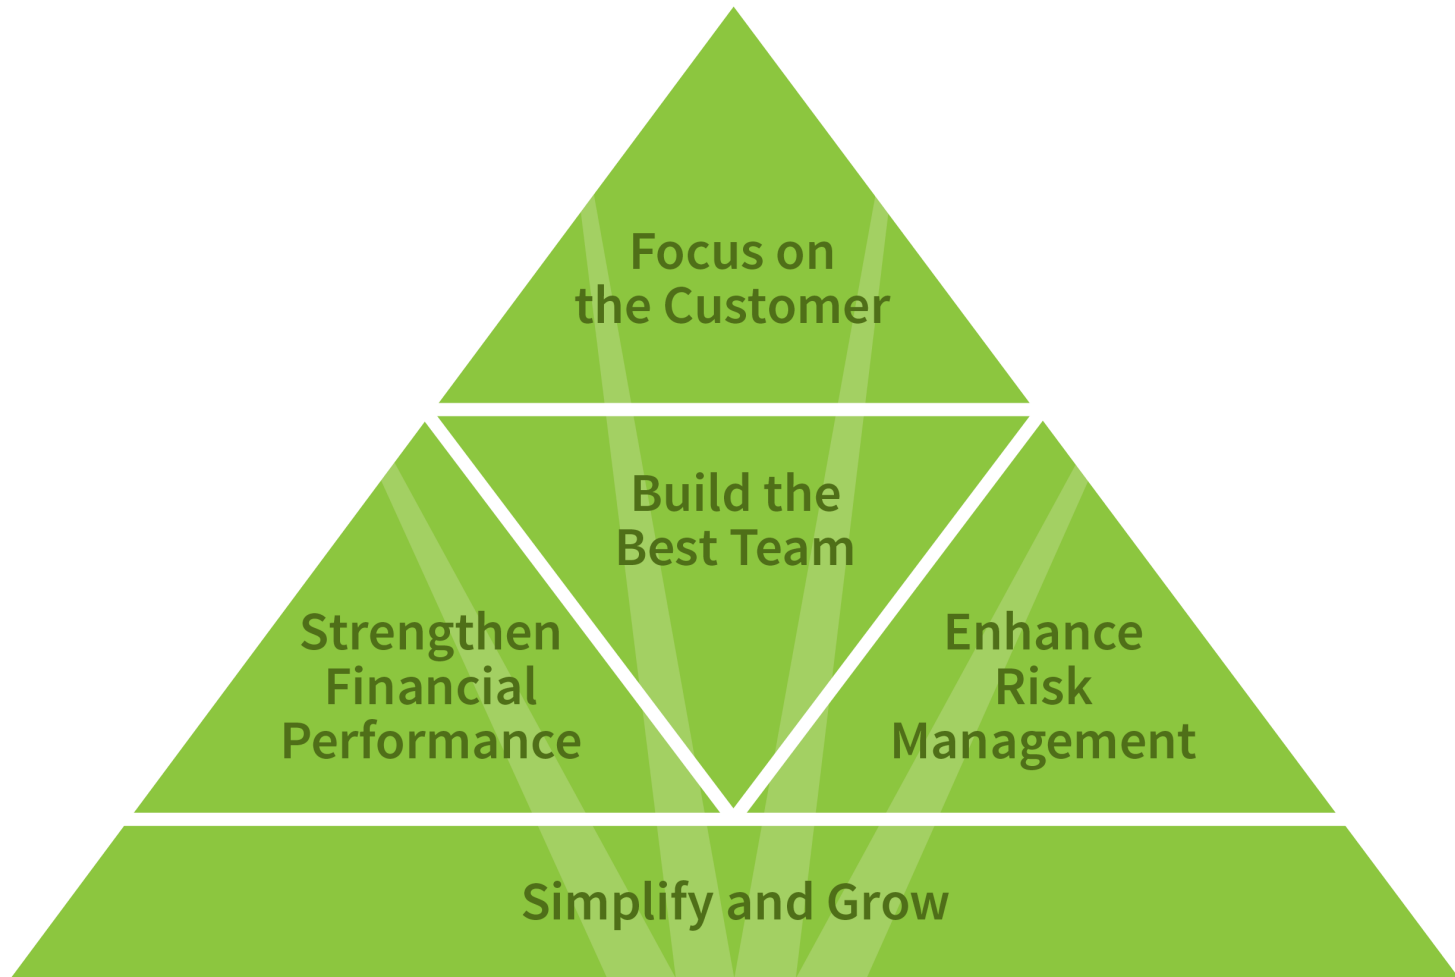 Focus on
the Customer
Build the
Best Team
Strengthen
Financial
Performance
Enhance
Risk
Management
Simplify and Grow